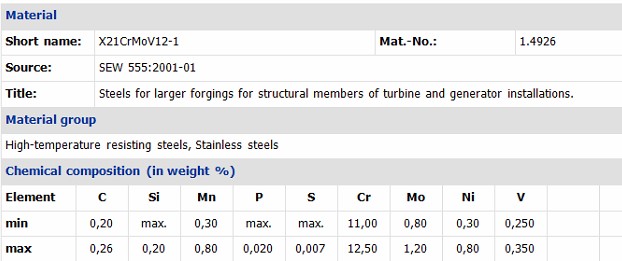 Material
Short name: X21CrMoV12-1 Mat.-No.: 1.4926
Source: SEW 555:2001-01
Title: Steels for larger forgings for structural members of turbine and generator installations.
Material group
High-temperature resisting steels, Stainless steels
Chemical composition (in weight %)
Element C Si Mn P S Cr Mo Ni V
min 0,20 max. 0,30 max. max. 11,00 0,80 0,30 0,250
max 0,26 0,20 0,80 0,020 0,007 12,50 1,20 0,80 0,350